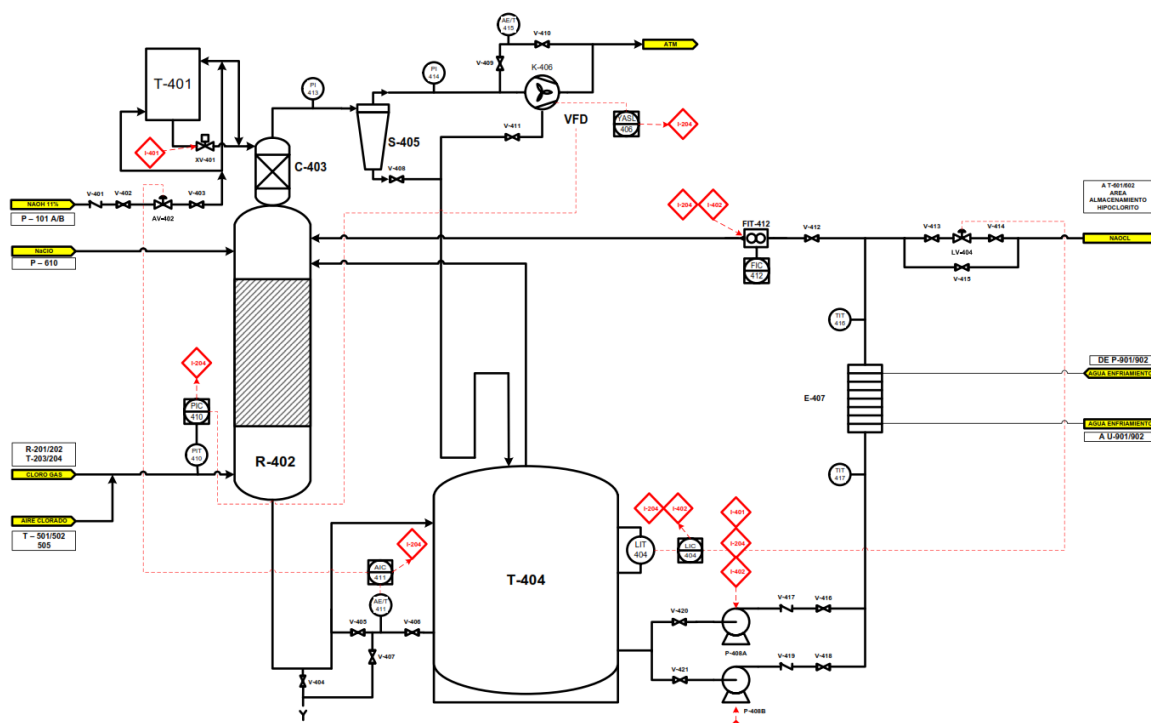 AE/T
415
V-410
ATM
V-409
K-406
T-401
PI
413
PI
414
VFD
YASL
406
I-204
V-411
S-405
I-401
XV-401
C-403
V-408
V-401
V-402
V-403
NAOH 11%
P – 101 A/B
AV-402
A T-601/602
AREA
ALMACENAMIENTO
HIPOCLORITO
I-204
I-402
FIT-412
V-412
V-413
V-414
NAOCL
LV-404
V-415
FIC
412
NaClO
P – 610
TIT
416
I-204
DE P-901/902
AGUA ENFRIAMIENTO
E-407
PIC
410
AGUA ENFRIAMIENTO
A U-901/902
R-201/202
T-203/204
PIT
410
R-402
CLORO GAS
TIT
417
AIRE CLORADO
T – 501/502
505
I-204
I-402
I-401
I-204
LIT
404
LIC
404
I-204
I-402
AIC
411
T-404
AE/T
411
V-405
V-406
V-407
V-404
V-420
V-417
V-416
P-408A
V-419
V-418
V-421
P-408B